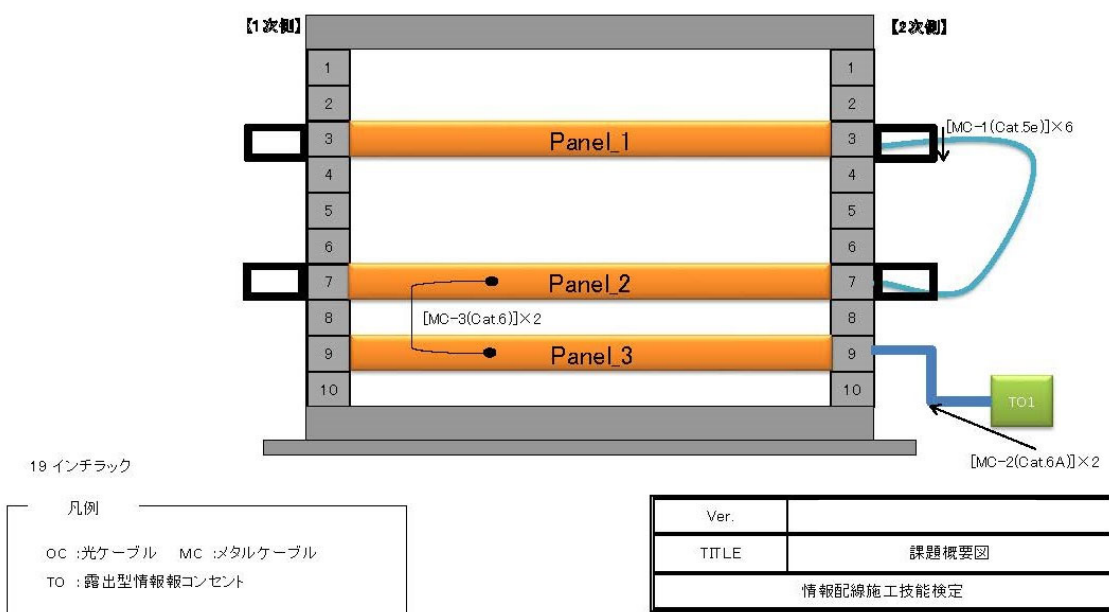 【1次側】
【2次側】
1
1
2
2
3
Panel_1
3
[MC-1(Cat.5e)]×6
4
4
5
5
6
6
7
Panel_2
7
8
[MC-3(Cat.6)]×2
8
9
Panel_3
9
10
10
TO1
[MC-2(Cat.6A)]×2
19 インチラック
凡例
OC :光ケーブル MC :メタルケーブル
TO :露出型情報報コンセント
Ver.
TITLE 課題概要図
情報配線施工技能検定